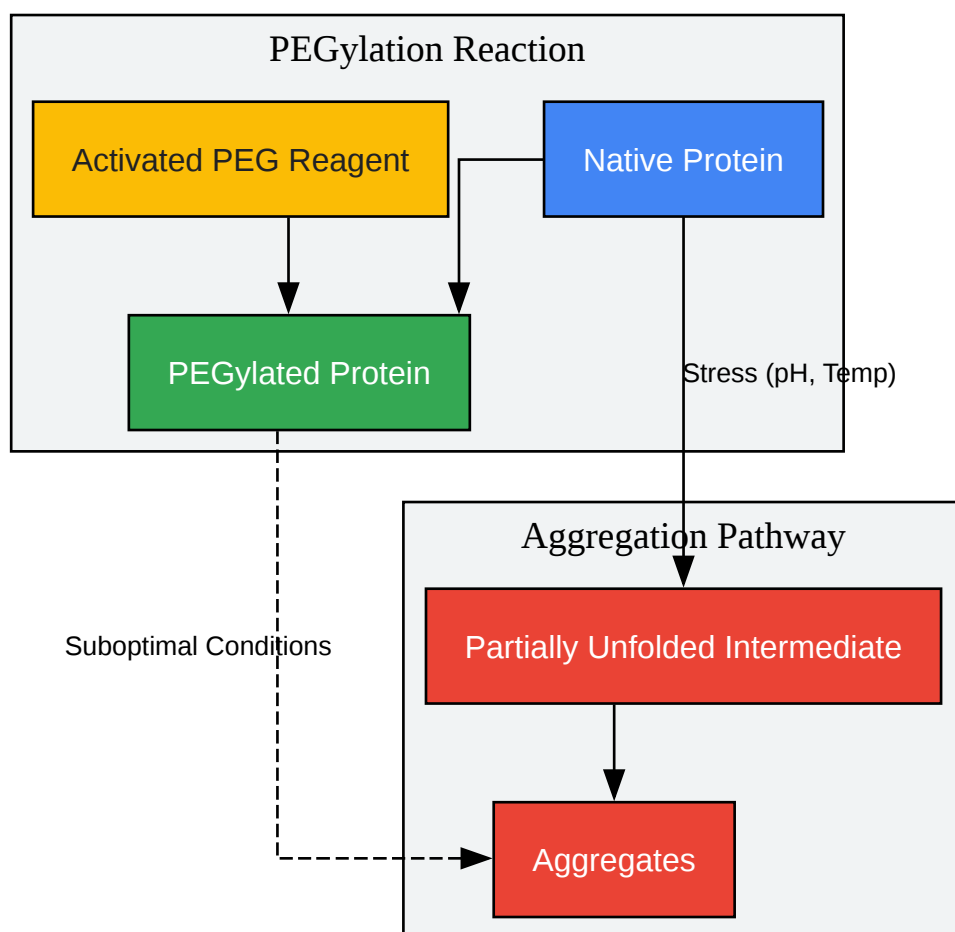 PEGylation Reaction
Activated PEG Reagent
Native Protein
PEGylated Protein
Stress (pH, Temp)
Aggregation Pathway
Partially Unfolded Intermediate
Suboptimal Conditions
Aggregates